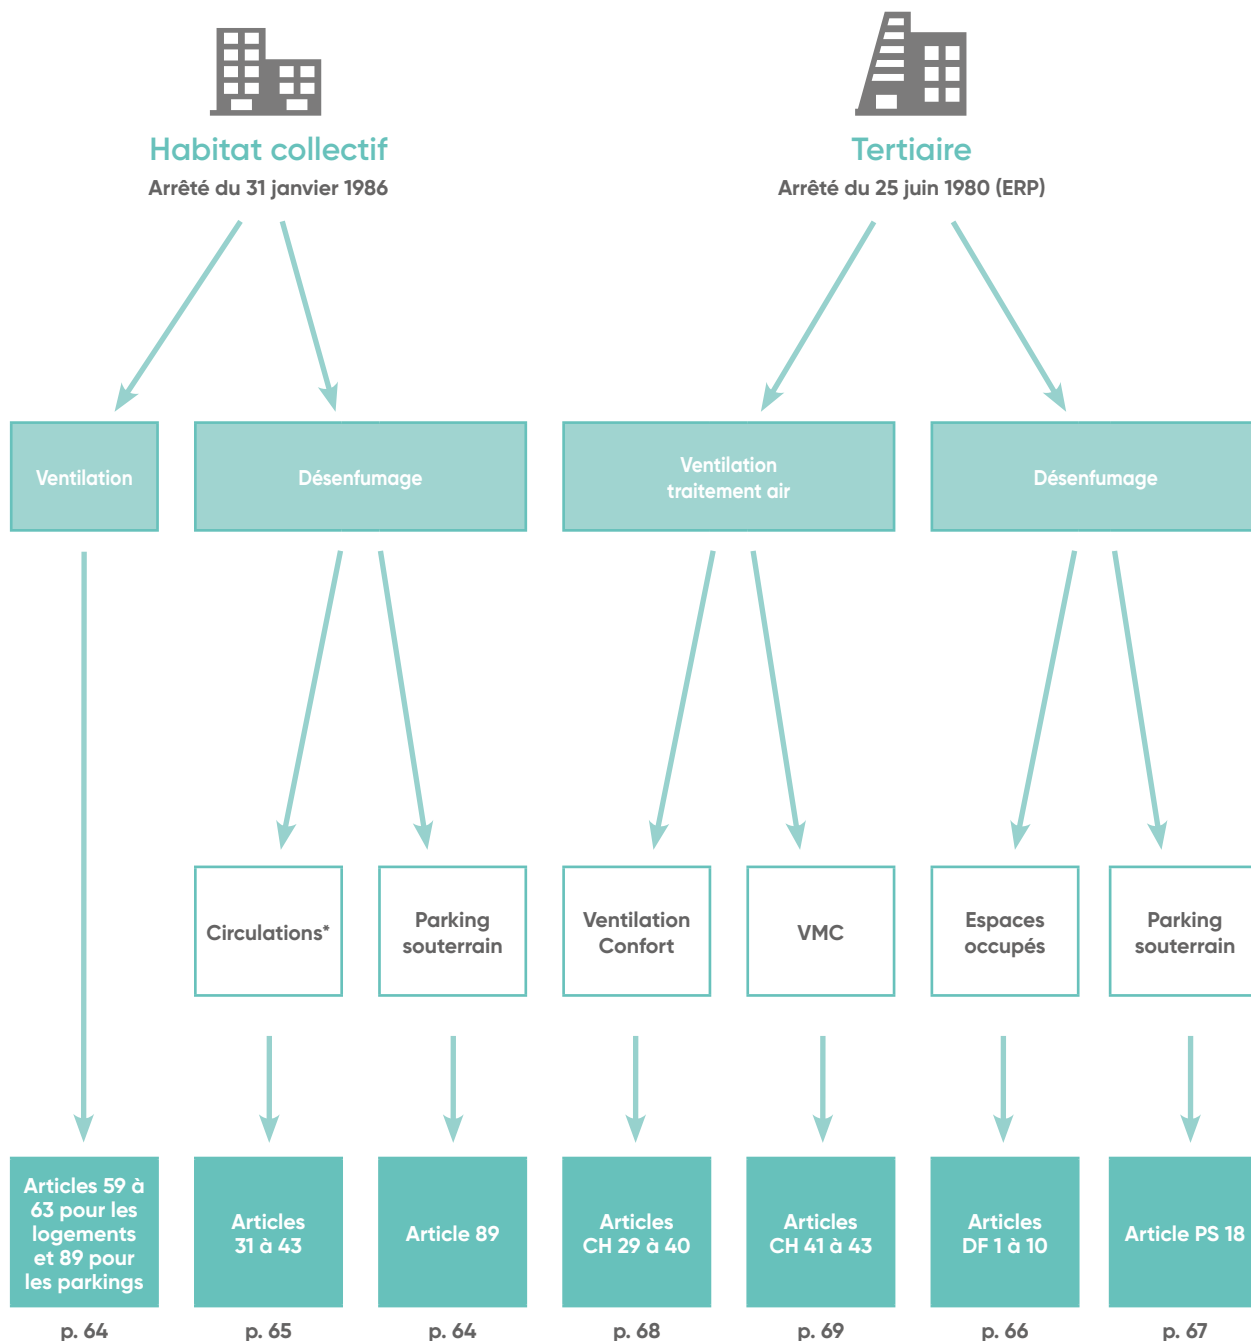 Habitat collectif
Arrêté du 31 janvier 1986
Tertiaire
Arrêté du 25 juin 1980 (ERP)
Ventilation
Désenfumage
Ventilation
traitement air
Désenfumage
Circulations*
Parking
souterrain
Ventilation
Confort
VMC
Espaces
occupés
Parking
souterrain
Articles 59 à
63 pour les
logements
et 89 pour
les parkings
Articles
31 à 43
Article 89
Articles
CH 29 à 40
Articles
CH 41 à 43
Articles
DF 1 à 10
Article PS 18
p. 64
p. 65
p. 64
p. 68
p. 69
p. 66
p. 67